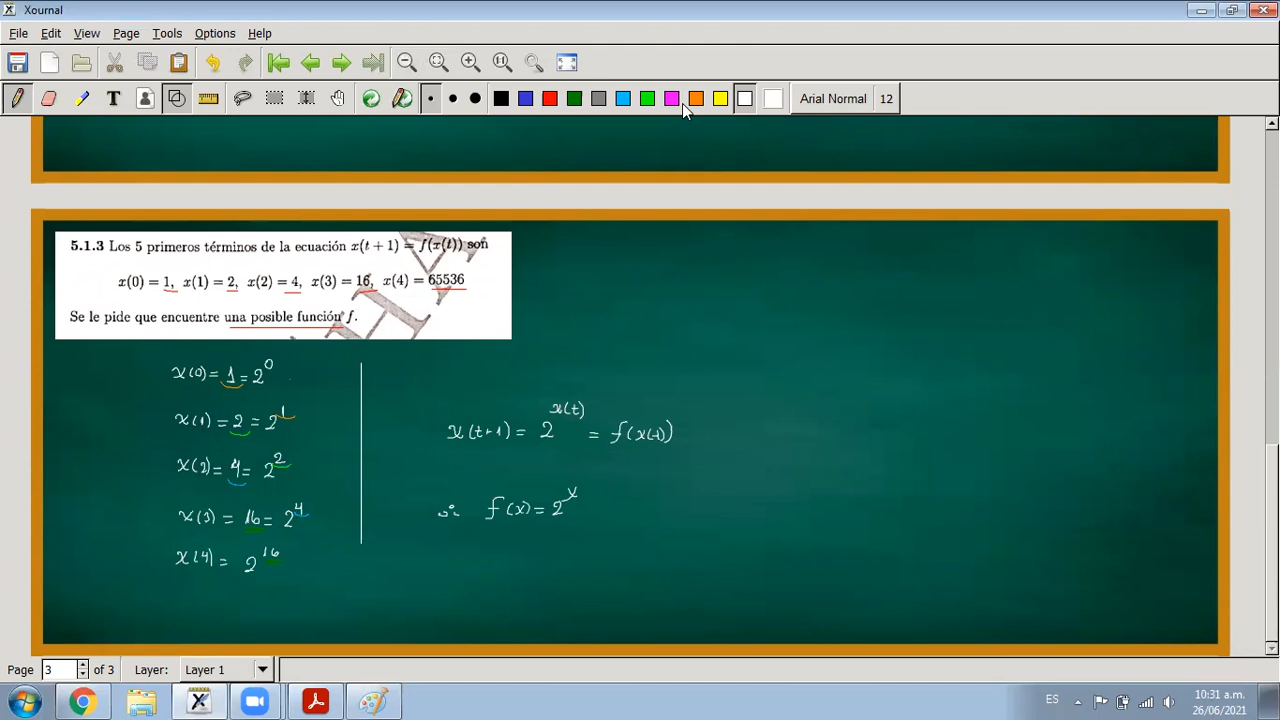 Xournal
File Edit View Page Tools Options Help
Arial Normal 12
5.1.3 Los 5 primeros términos de la ecuación x(t + 1) = f(x(t)) son
x(0) = 1, x(1) = 2, x(2) = 4, x(3) = 16, x(4) = 65536
Se le pide que encuentre una posible función f.
x(0) = 1 = 2^0
x(1) = 2 = 2^1
x(2) = 4 = 2^2
x(3) = 16 = 2^4
x(4) = 2^16
x(t+1) = 2^x(t) = f(x(t))
∴ f(x) = 2^x
Page 3 of 3 Layer: Layer 1
ES 10:31 a.m.
26/06/2021